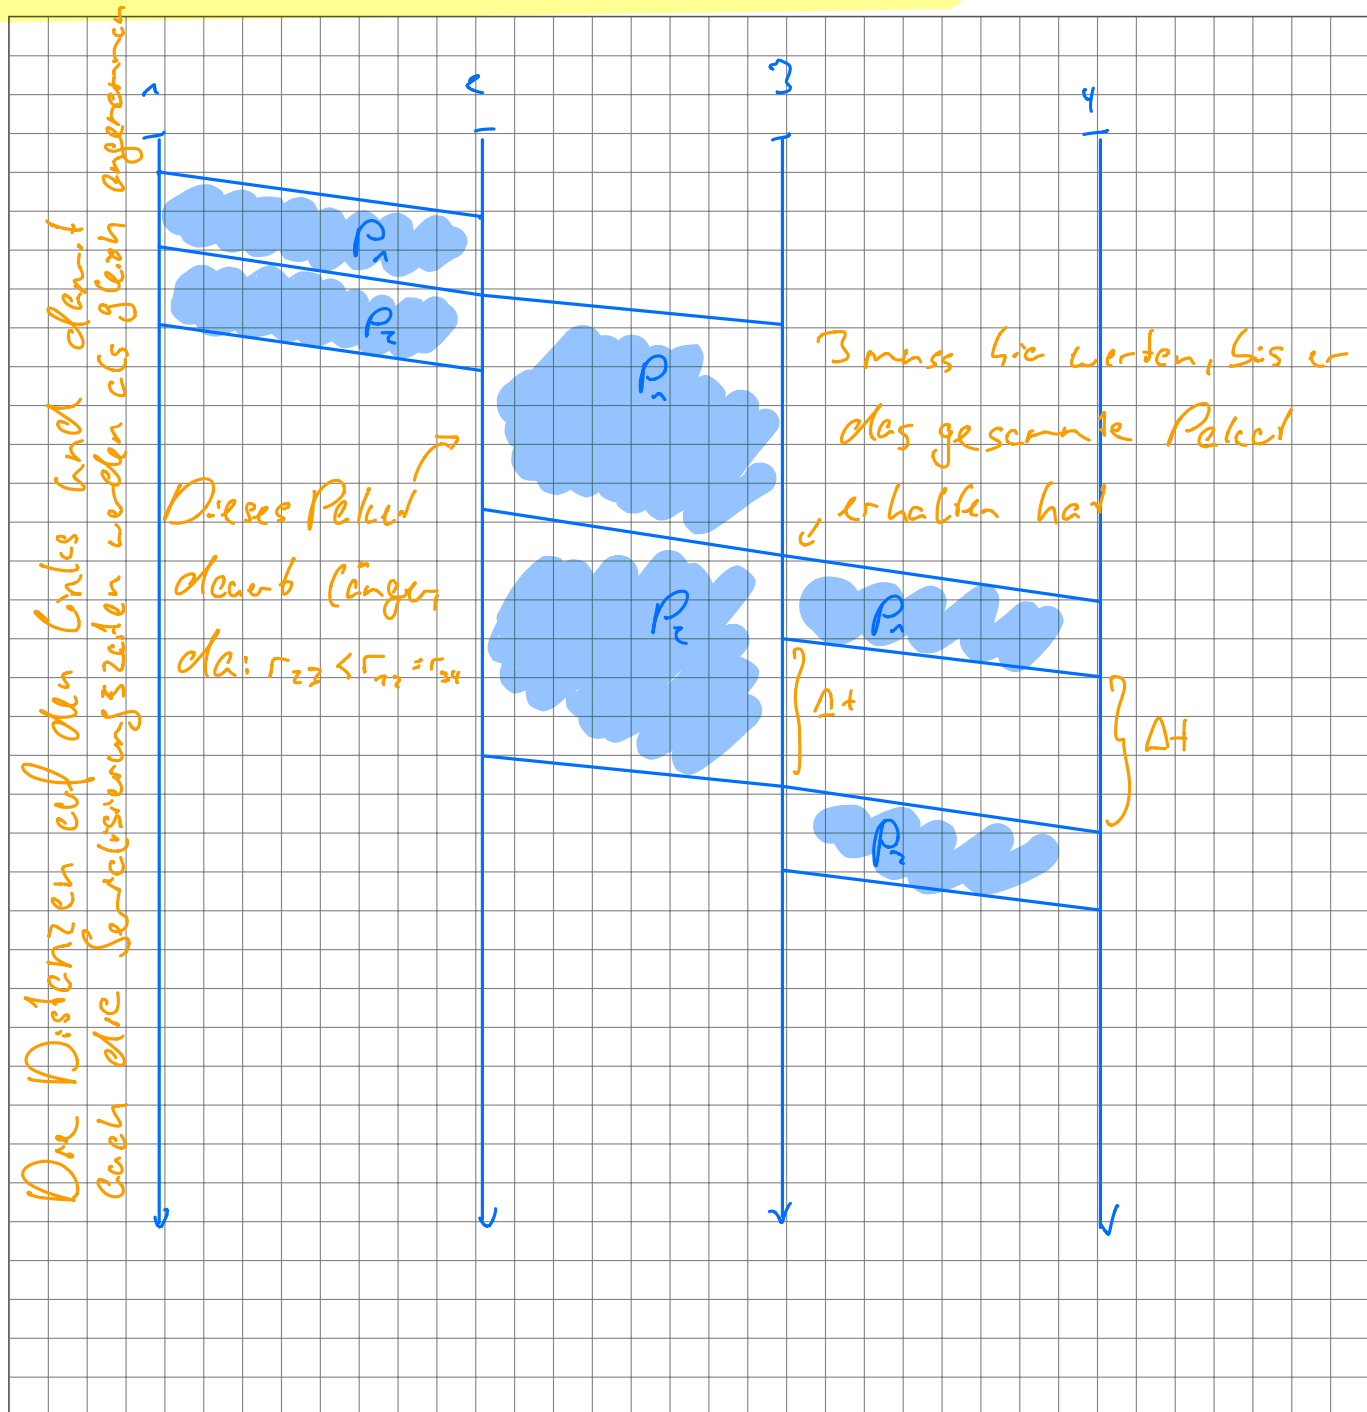 1 2 3 4
P₁
P₂
P₁
3 muss hier warten, bis er
das gesammte Paket
erhalten hat
Dieses Paket
dauert länger,
da: r₂₃ < r₁₂ = r₃₄
P₂
P₁
Δt
Δt
P₂
Die Distanzen auf den Links und damit
auch die Serialisierungszeiten werden als gleich angenommen